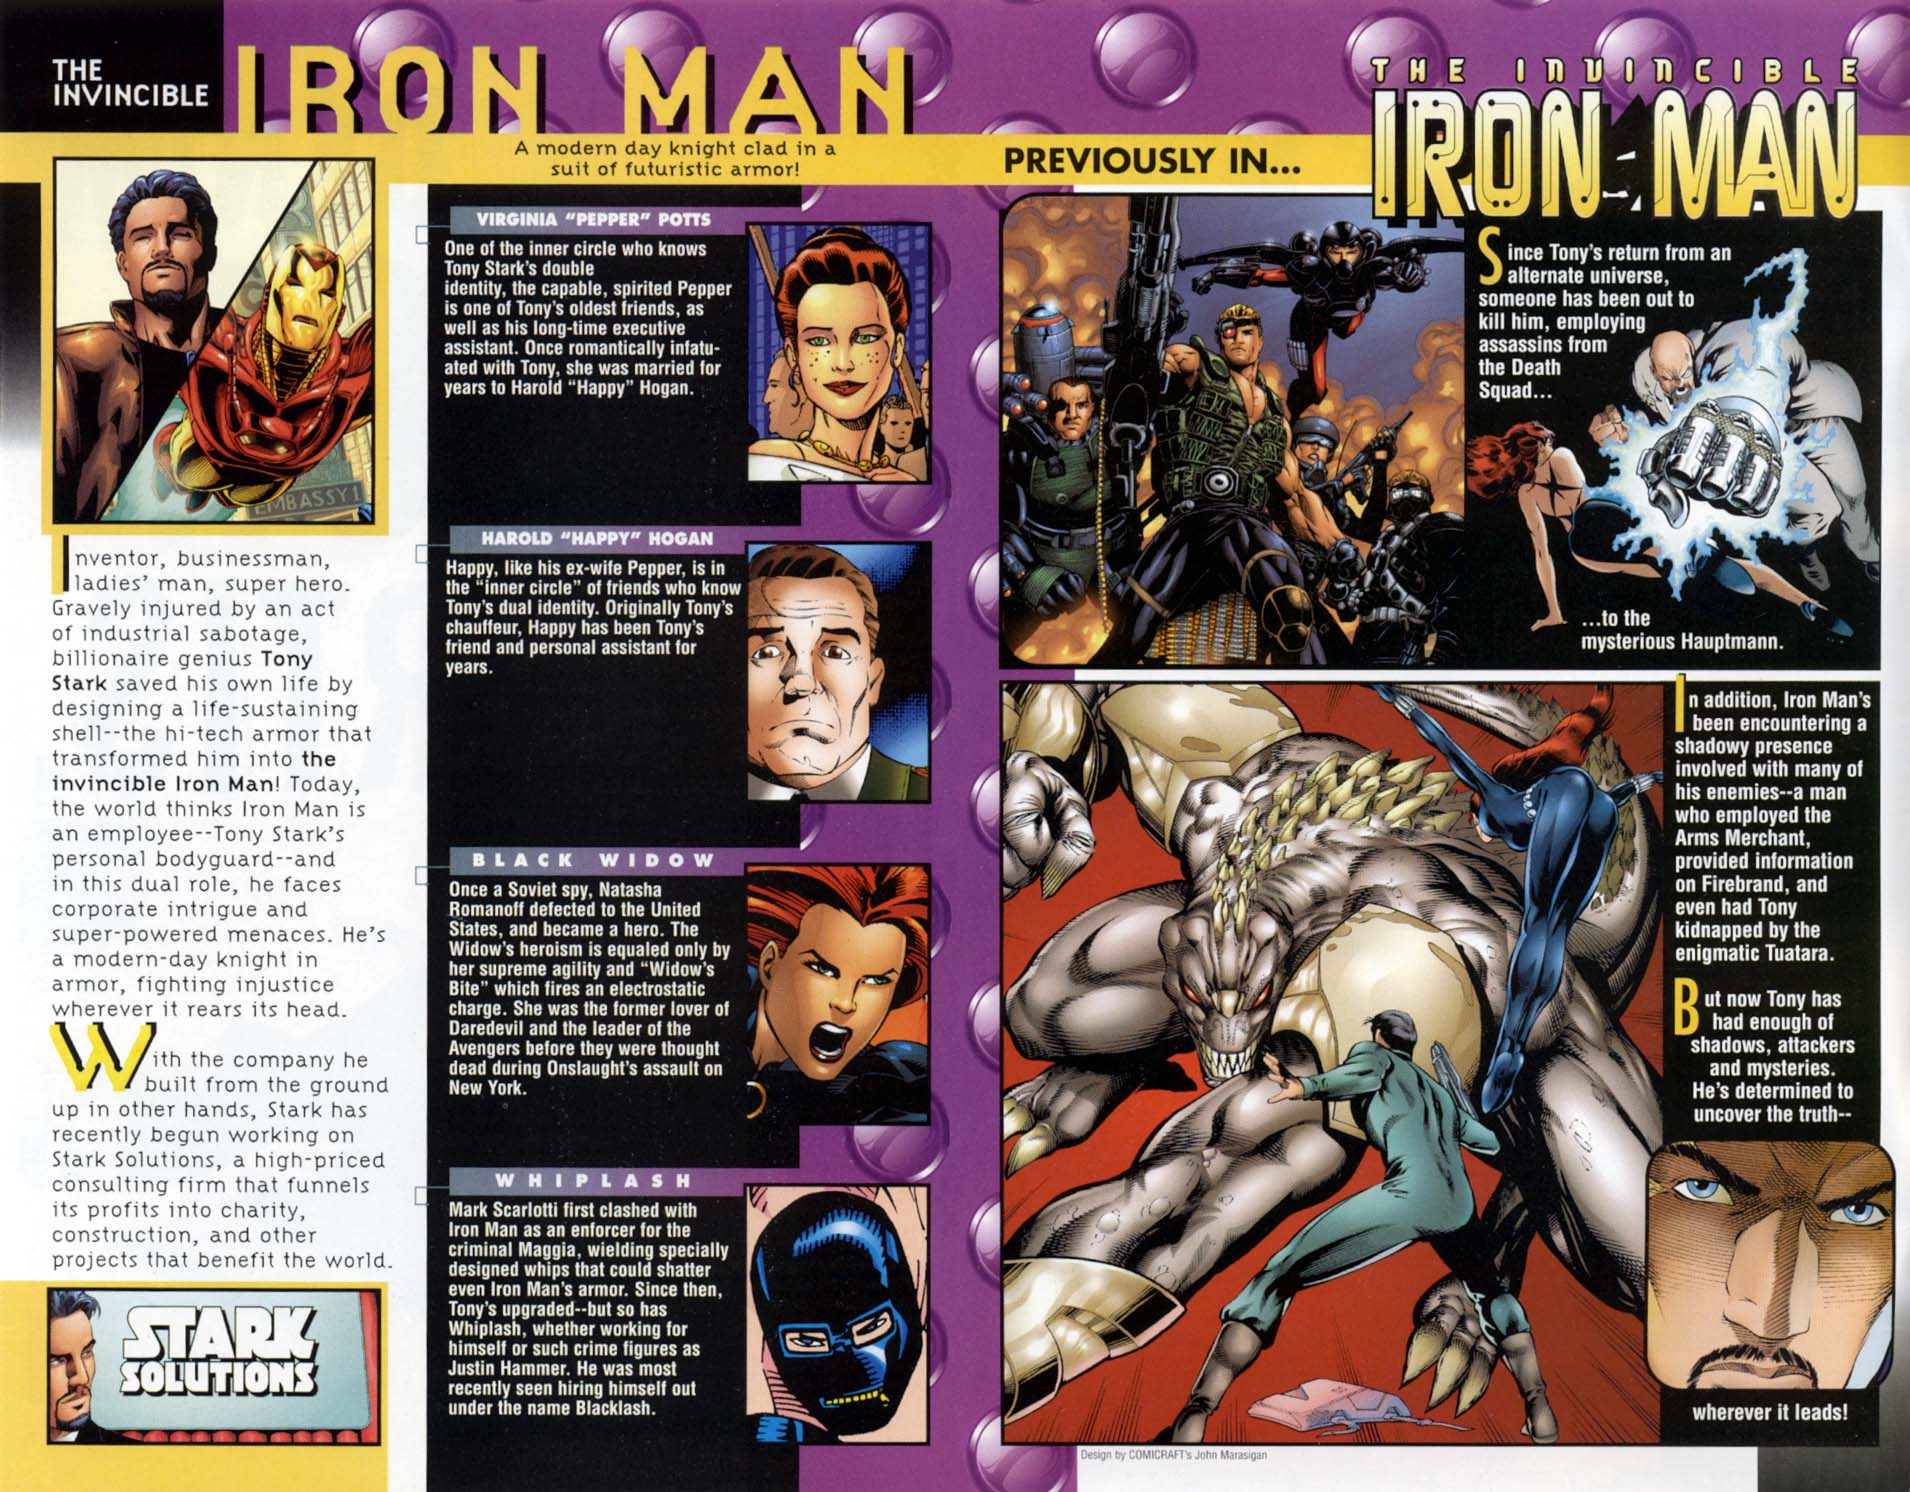 THE
INVINCIBLE
IRON MAN
A modern day knight clad in a
suit of futuristic armor!
EMBASSY
Inventor, businessman,
ladies' man, super hero.
Gravely injured by an act
of industrial sabotage,
billionaire genius Tony
Stark saved his own life by
designing a life-sustaining
shell--the hi-tech armor that
transformed him into the
invincible Iron Man! Today,
the world thinks Iron Man is
an employee--Tony Stark's
personal bodyguard--and
in this dual role, he faces
corporate intrigue and
super-powered menaces. He's
a modern-day knight in
armor, fighting injustice
wherever it rears its head.
With the company he
built from the ground
up in other hands, Stark has
recently begun working on
Stark Solutions, a high-priced
consulting firm that funnels
its profits into charity,
construction, and other
projects that benefit the world.
STARK
SOLUTIONS
VIRGINIA "PEPPER" POTTS
One of the inner circle who knows
Tony Stark's double
identity, the capable, spirited Pepper
is one of Tony's oldest friends, as
well as his long-time executive
assistant. Once romantically infatu-
ated with Tony, she was married for
years to Harold "Happy" Hogan.
HAROLD "HAPPY" HOGAN
Happy, like his ex-wife Pepper, is in
the "inner circle" of friends who know
Tony's dual identity. Originally Tony's
chauffeur, Happy has been Tony's
friend and personal assistant for
years.
BLACK WIDOW
Once a Soviet spy, Natasha
Romanoff defected to the United
States, and became a hero. The
Widow's heroism is equaled only by
her supreme agility and "Widow's
Bite" which fires an electrostatic
charge. She was the former lover of
Daredevil and the leader of the
Avengers before they were thought
dead during Onslaught's assault on
New York.
WHIPLASH
Mark Scarlotti first clashed with
Iron Man as an enforcer for the
criminal Maggia, wielding specially
designed whips that could shatter
even Iron Man's armor. Since then,
Tony's upgraded--but so has
Whiplash, whether working for
himself or such crime figures as
Justin Hammer. He was most
recently seen hiring himself out
under the name Blacklash.
PREVIOUSLY IN...
THE INVINCIBLE
IRON MAN
Since Tony's return from an
alternate universe,
someone has been out to
kill him, employing
assassins from
the Death
Squad...
...to the
mysterious Hauptmann.
In addition, Iron Man's
been encountering a
shadowy presence
involved with many of
his enemies--a man
who employed the
Arms Merchant,
provided information
on Firebrand, and
even had Tony
kidnapped by the
enigmatic Tuatara.
But now Tony has
had enough of
shadows, attackers
and mysteries.
He's determined to
uncover the truth--
wherever it leads!
Design by COMICRAFT's John Marasigan